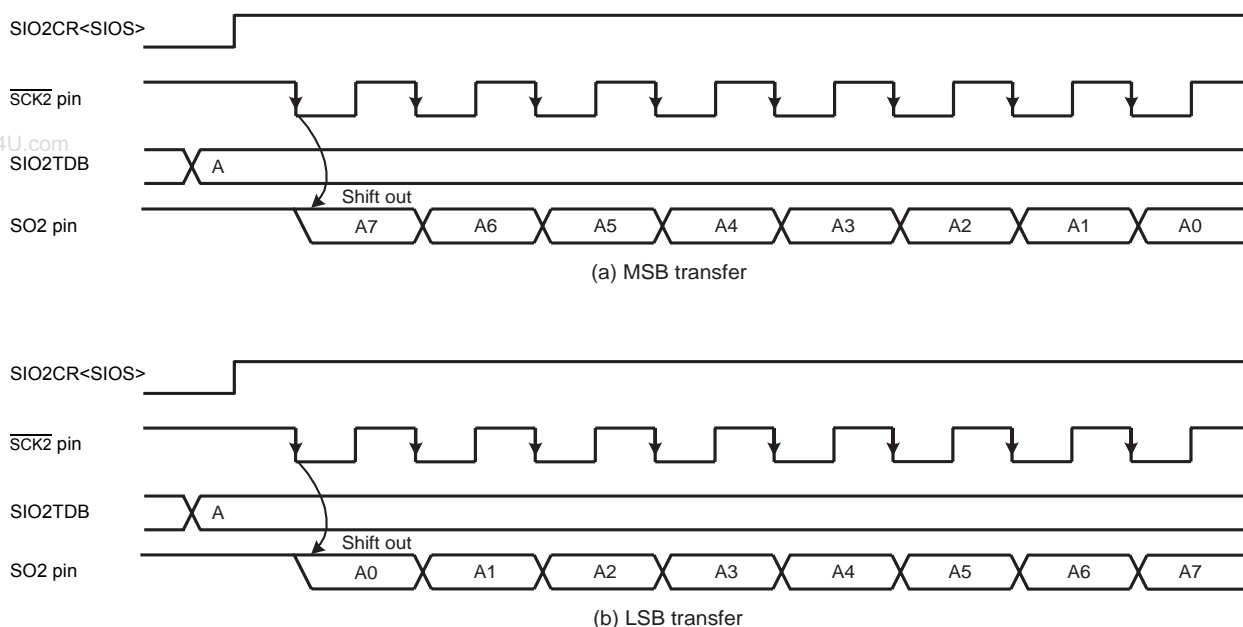 SIO2CR<SIOS>
SCK2 pin
4U.com
SIO2TDB
A
Shift out
SO2 pin
A7 A6 A5 A4 A3 A2 A1 A0
(a) MSB transfer
SIO2CR<SIOS>
SCK2 pin
SIO2TDB
A
Shift out
SO2 pin
A0 A1 A2 A3 A4 A5 A6 A7
(b) LSB transfer